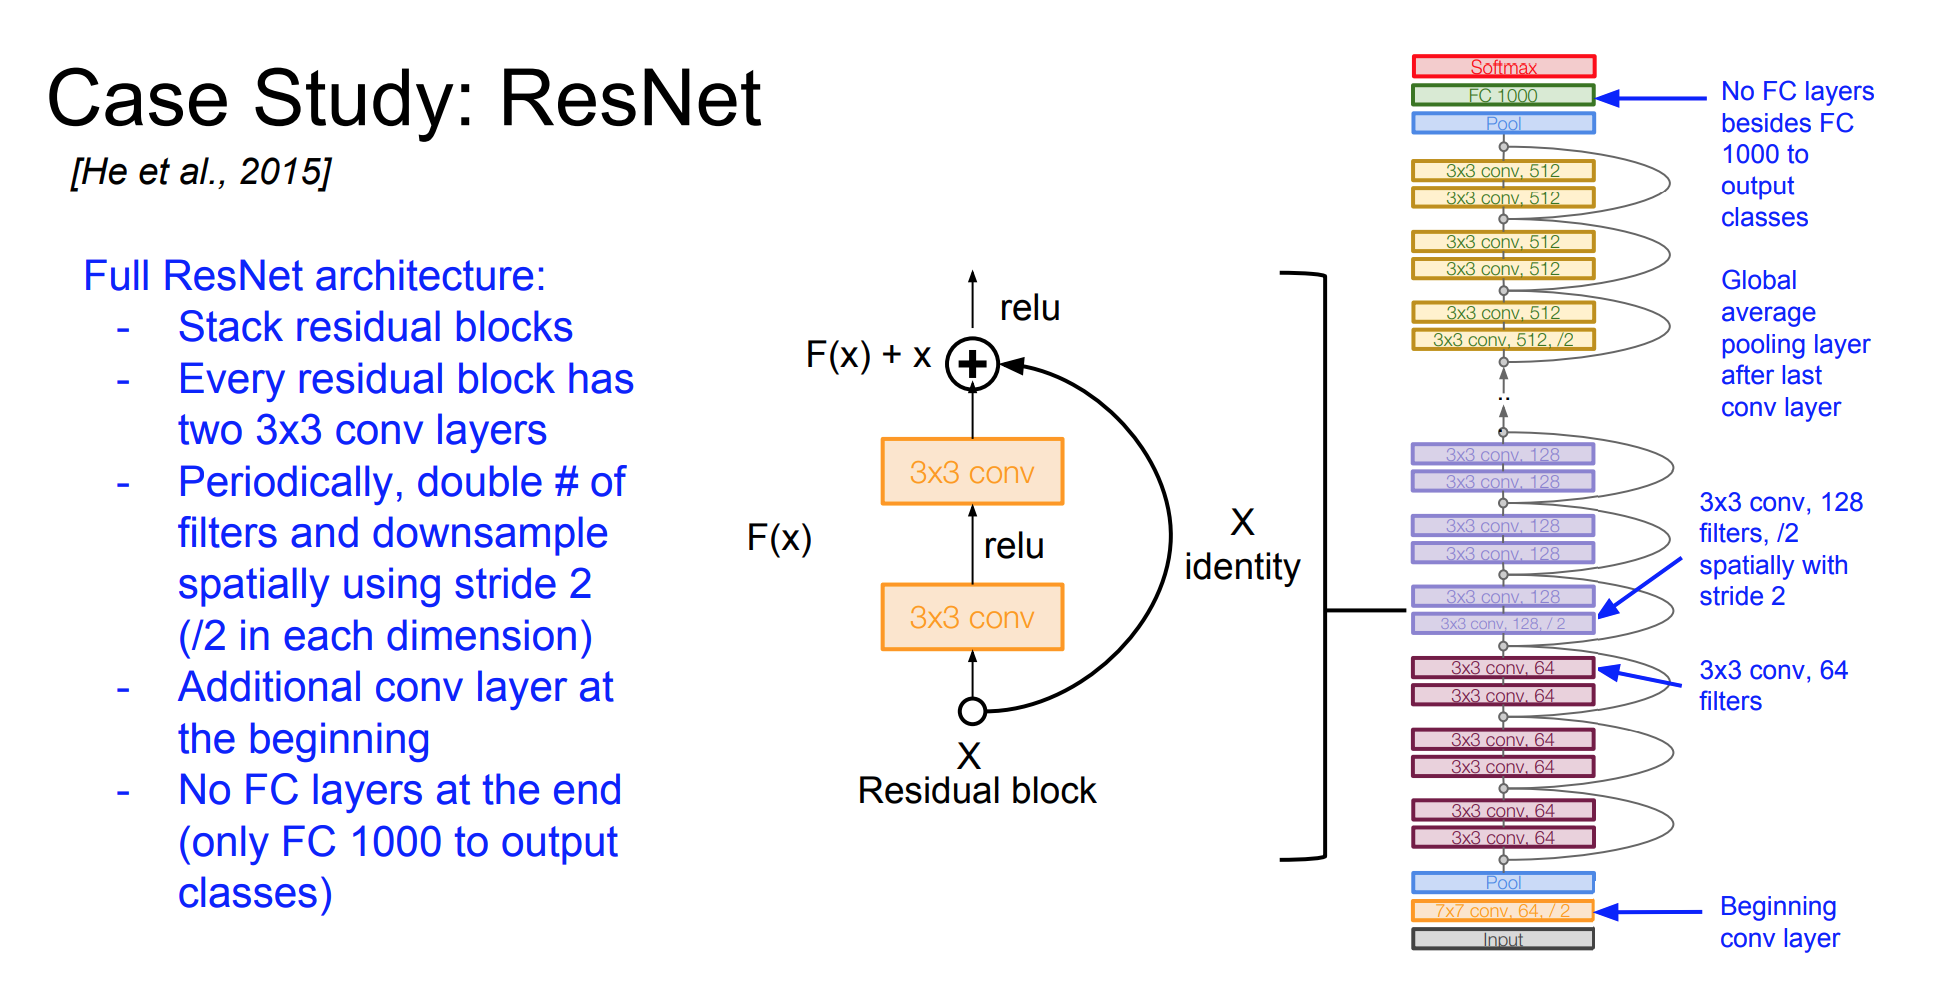 Case Study: ResNet
[He et al., 2015]
Full ResNet architecture:
- Stack residual blocks
- Every residual block has
two 3x3 conv layers
- Periodically, double # of
filters and downsample
spatially using stride 2
(/2 in each dimension)
- Additional conv layer at
the beginning
- No FC layers at the end
(only FC 1000 to output
classes)
relu
F(x) + x
3x3 conv
F(x)
relu
X
identity
3x3 conv
X
Residual block
Softmax
FC 1000
Pool
3x3 conv, 512
3x3 conv, 512
3x3 conv, 512
3x3 conv, 512
3x3 conv, 512
3x3 conv, 512, /2
..
3x3 conv, 128
3x3 conv, 128
3x3 conv, 128
3x3 conv, 128
3x3 conv, 128
3x3 conv, 128, / 2
3x3 conv, 64
3x3 conv, 64
3x3 conv, 64
3x3 conv, 64
3x3 conv, 64
3x3 conv, 64
Pool
7x7 conv, 64, / 2
Input
No FC layers
besides FC
1000 to
output
classes
Global
average
pooling layer
after last
conv layer
3x3 conv, 128
filters, /2
spatially with
stride 2
3x3 conv, 64
filters
Beginning
conv layer